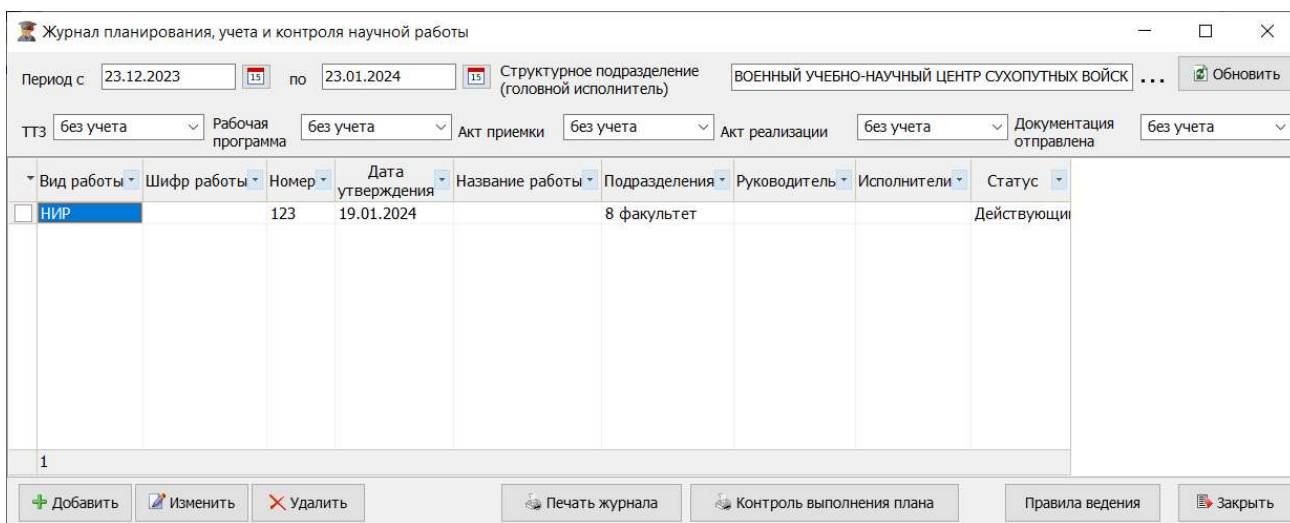 Журнал планирования, учета и контроля научной работы
Период с 23.12.2023 15 по 23.01.2024 15 Структурное подразделение (головной исполнитель) ВОЕННЫЙ УЧЕБНО-НАУЧНЫЙ ЦЕНТР СУХОПУТНЫХ ВОЙСК ... Обновить
ТТЗ без учета Рабочая программа без учета Акт приемки без учета Акт реализации без учета Документация отправлена без учета
Вид работы Шифр работы Номер Дата утверждения Название работы Подразделения Руководитель Исполнители Статус
НИР 123 19.01.2024 8 факультет Действующи
1
Добавить Изменить Удалить Печать журнала Контроль выполнения плана Правила ведения Закрыть